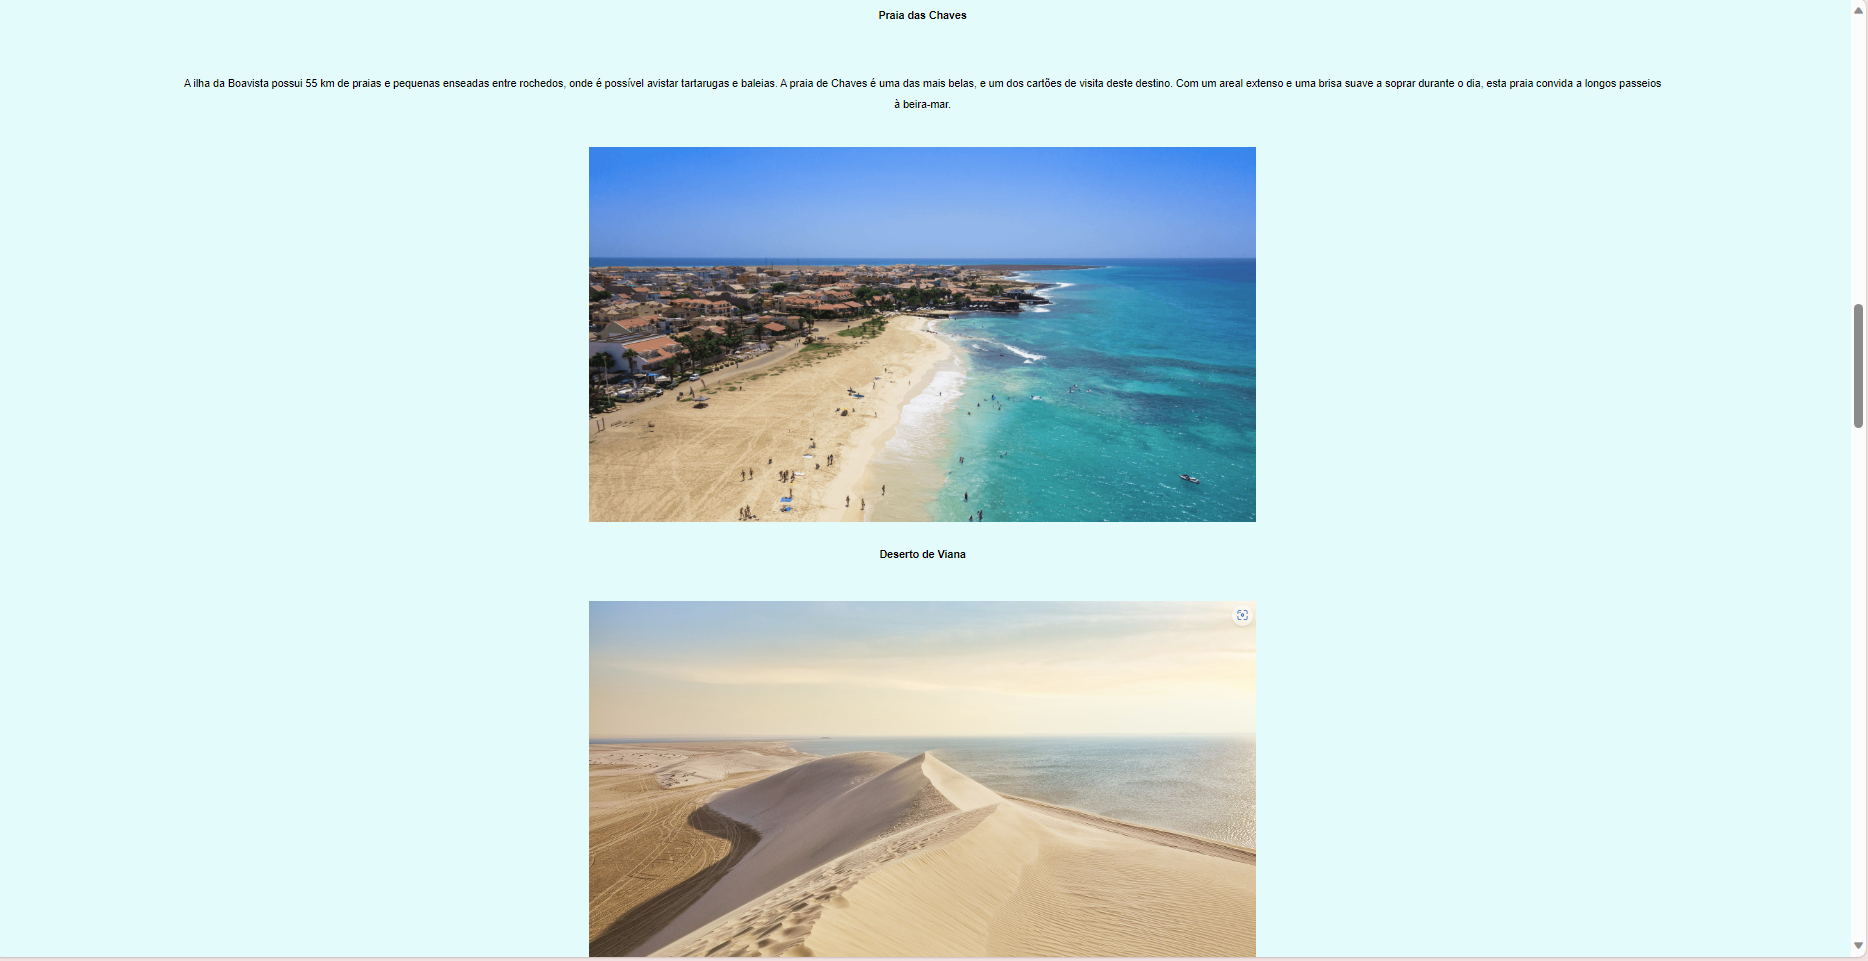 Praia das Chaves
A ilha da Boavista possui 55 km de praias e pequenas enseadas entre rochedos, onde é possível avistar tartarugas e baleias. A praia de Chaves é uma das mais belas, e um dos cartões de visita deste destino. Com um areal extenso e uma brisa suave a soprar durante o dia, esta praia convida a longos passeios
à beira-mar.
Deserto de Viana